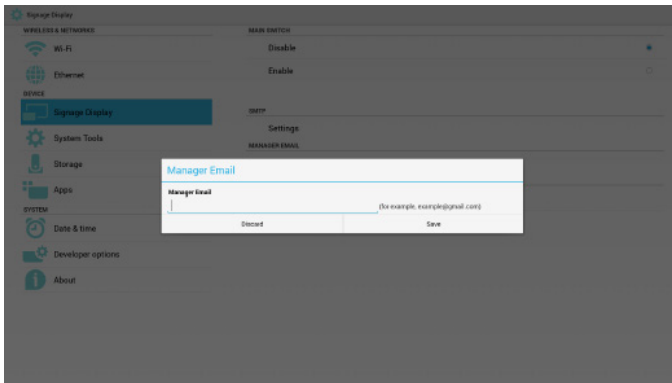 Signage Display
WIRELESS & NETWORKS
Wi-Fi
Ethernet
DEVICE
Signage Display
System Tools
Storage
Apps
SYSTEM
Date & time
Developer options
About
MAIN SWITCH
Disable
Enable
SMTP
Settings
MANAGER EMAIL
Manager Email
Manager Email
(for example, example@gmail.com)
Discard
Save